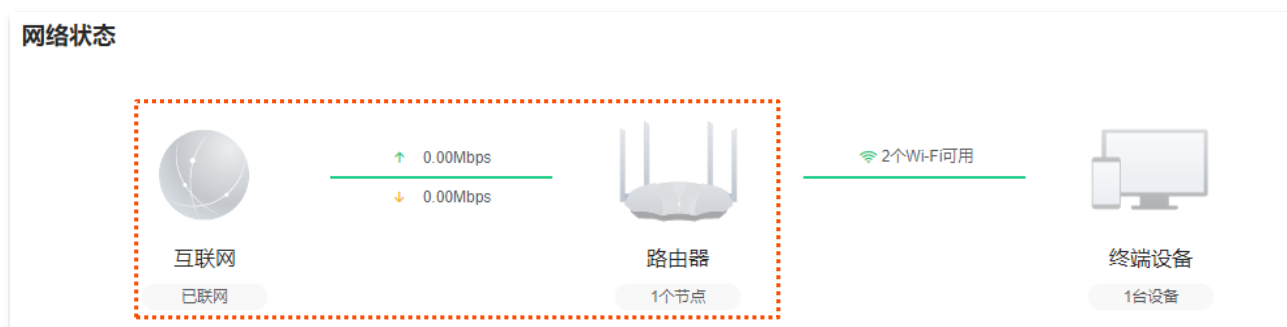 网络状态
↑ 0.00Mbps
↓ 0.00Mbps
2个Wi-Fi可用
互联网
路由器
终端设备
已联网
1个节点
1台设备